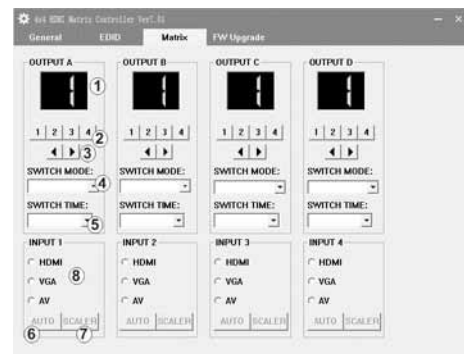 4x4 HDMI Matrix Controller Ver1.01
General EDID Matrix FW Upgrade
OUTPUT A OUTPUT B OUTPUT C OUTPUT D
1 1 1 1
①
1 2 3 4 1 2 3 4 1 2 3 4 1 2 3 4
②
③
SWITCH MODE: SWITCH MODE: SWITCH MODE: SWITCH MODE:
④
SWITCH TIME: SWITCH TIME: SWITCH TIME: SWITCH TIME:
⑤
INPUT 1 INPUT 2 INPUT 3 INPUT 4
HDMI HDMI HDMI HDMI
⑧
VGA VGA VGA VGA
AV AV AV AV
AUTO SCALER AUTO SCALER AUTO SCALER AUTO SCALER
⑥ ⑦